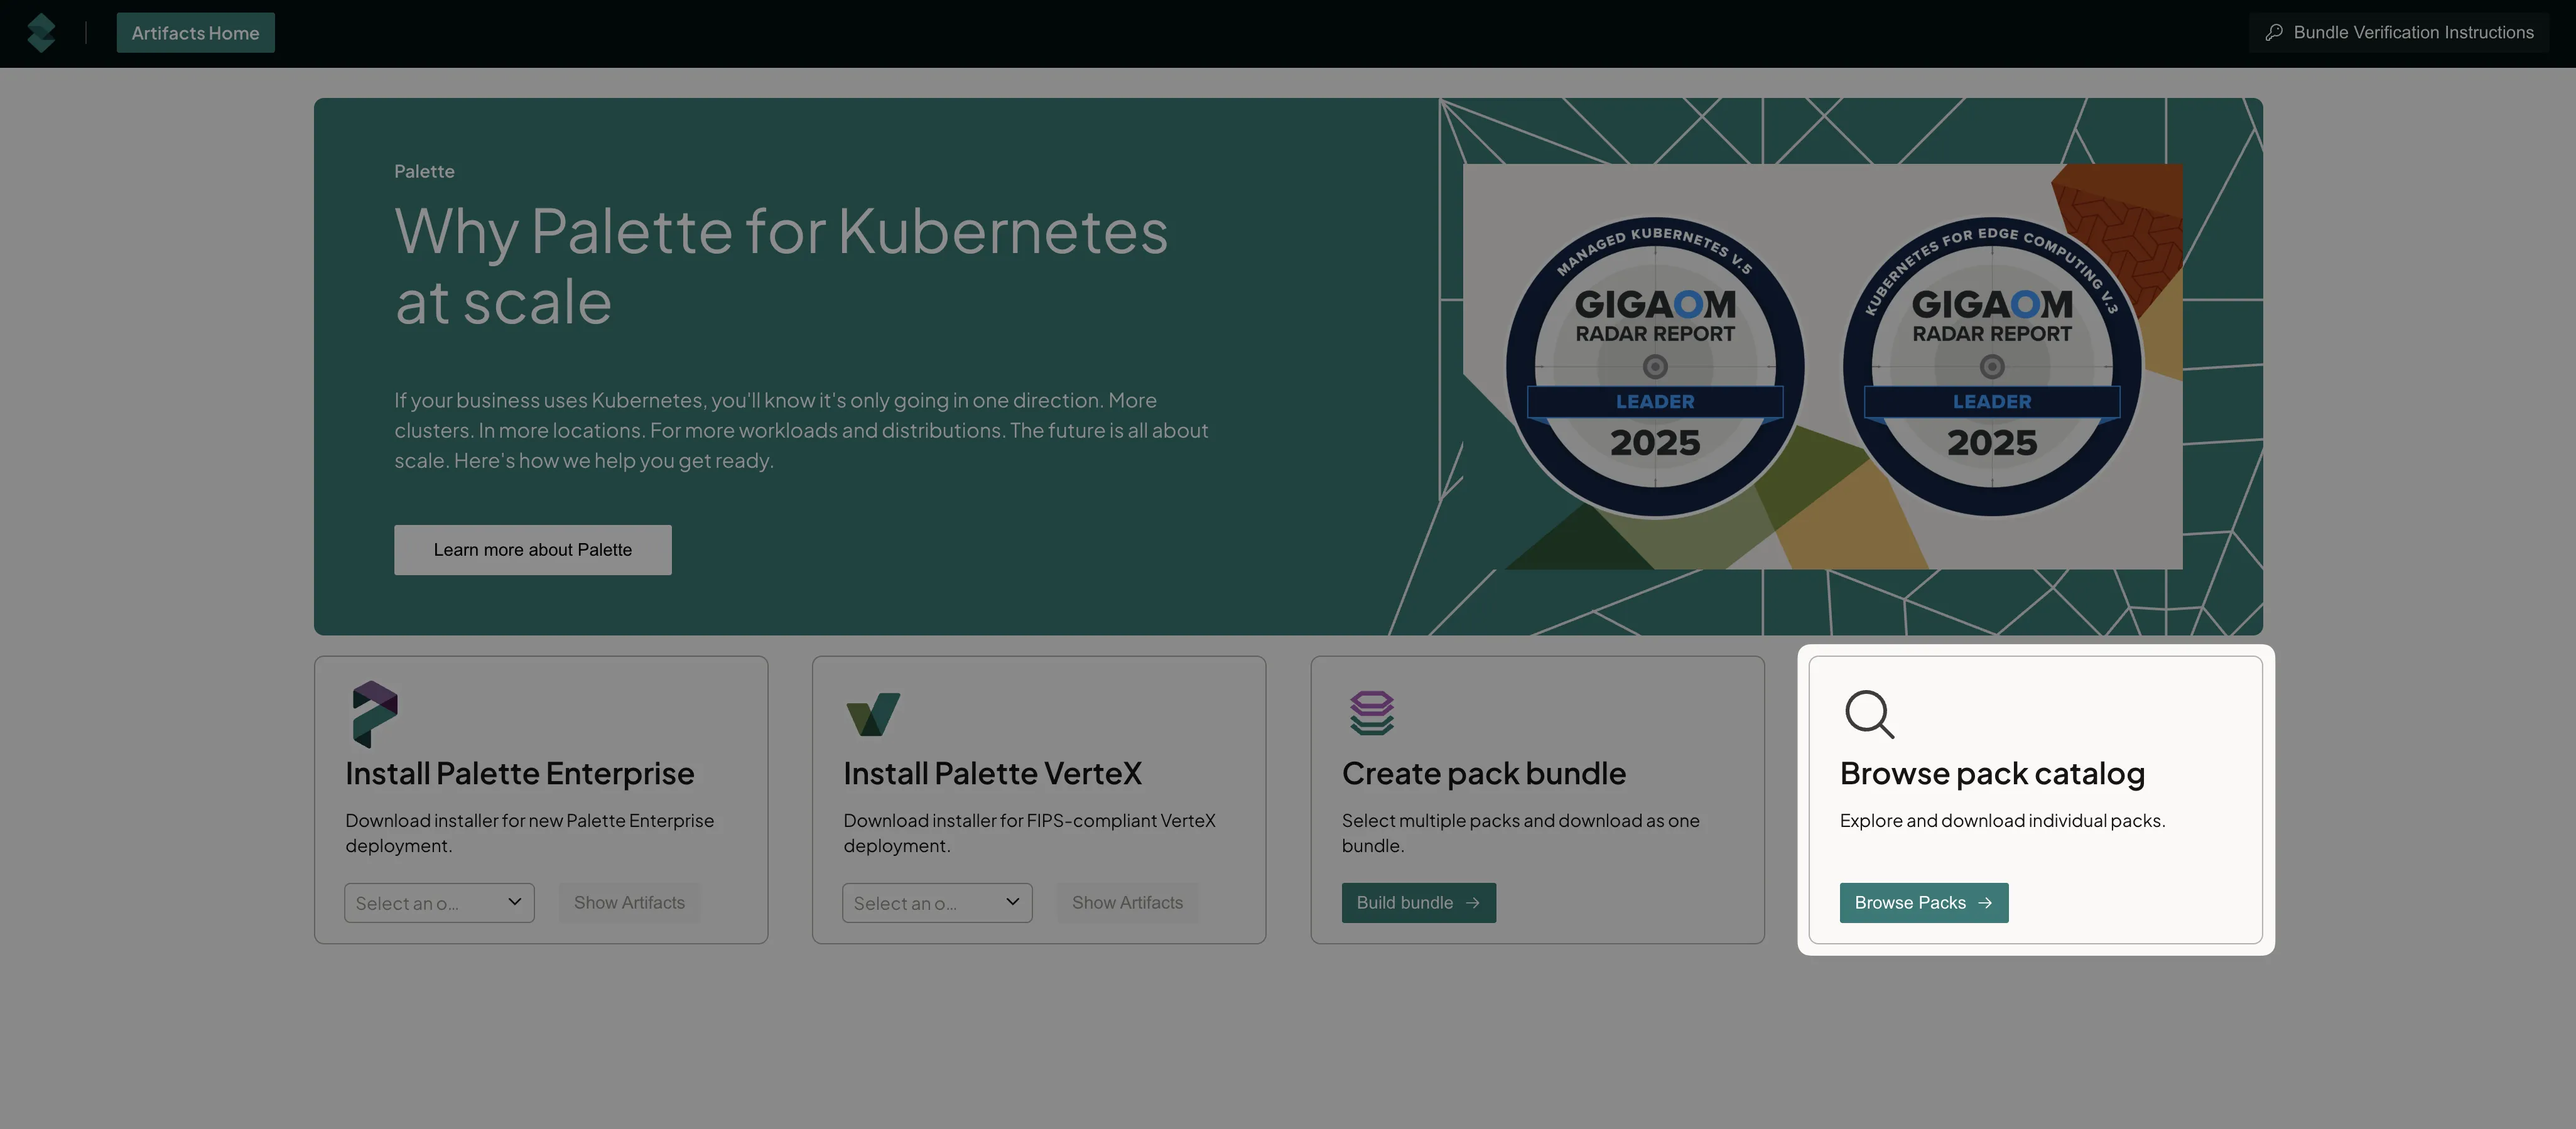 Artifacts Home
Bundle Verification Instructions
Palette
Why Palette for Kubernetes
at scale
If your business uses Kubernetes, you'll know it's only going in one direction. More
clusters. In more locations. For more workloads and distributions. The future is all about
scale. Here's how we help you get ready.
Learn more about Palette
MANAGED KUBERNETES V.5
GIGAOM
RADAR REPORT
LEADER
2025
KUBERNETES FOR EDGE COMPUTING V.3
GIGAOM
RADAR REPORT
LEADER
2025
Install Palette Enterprise
Download installer for new Palette Enterprise
deployment.
Select an o...
Show Artifacts
Install Palette VerteX
Download installer for FIPS-compliant VerteX
deployment.
Select an o...
Show Artifacts
Create pack bundle
Select multiple packs and download as one
bundle.
Build bundle →
Browse pack catalog
Explore and download individual packs.
Browse Packs →